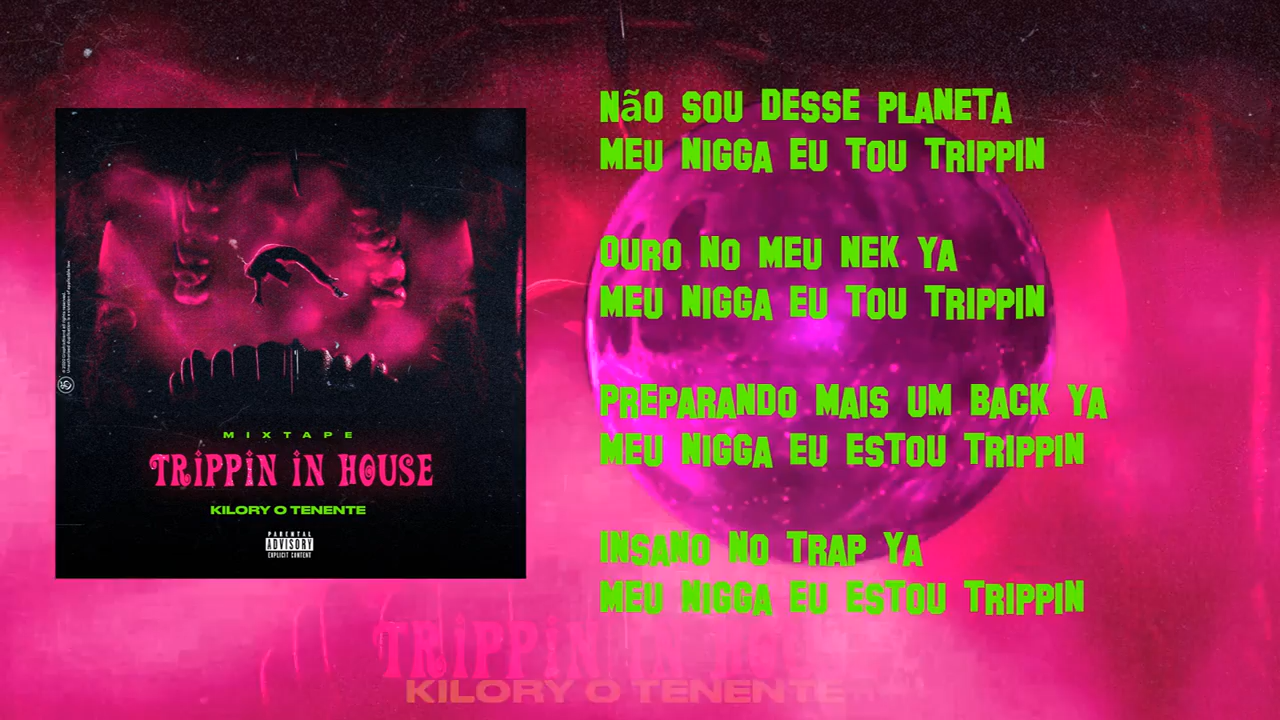 MIXTAPE
TRIPPIN IN HOUSE
KILORY O TENENTE
PARENTAL
ADVISORY
EXPLICIT CONTENT
NÃO SOU DESSE PLANETA
MEU NIGGA EU TOU TRIPPIN
OURO NO MEU NEK YA
MEU NIGGA EU TOU TRIPPIN
PREPARANDO MAIS UM BACK YA
MEU NIGGA EU ESTOU TRIPPIN
INSANO NO TRAP YA
MEU NIGGA EU ESTOU TRIPPIN
TRIPPIN IN HOUSE
KILORY O TENENTE